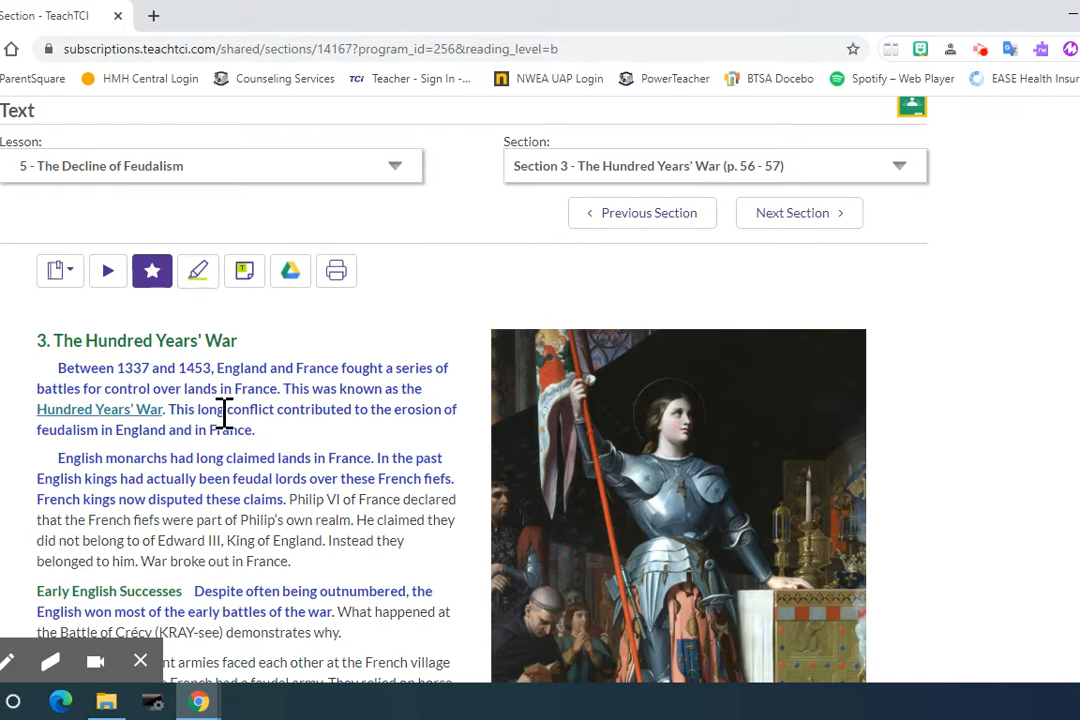 Section - TeachTCI
subscriptions.teachtci.com/shared/sections/14167?program_id=256&reading_level=b
ParentSquare HMH Central Login Counseling Services TCI Teacher - Sign In -... NWEA UAP Login PowerTeacher BTSA Docebo Spotify – Web Player EASE Health Insur
Text
Lesson: Section:
5 - The Decline of Feudalism Section 3 - The Hundred Years' War (p. 56 - 57)
Previous Section Next Section
3. The Hundred Years' War
Between 1337 and 1453, England and France fought a series of
battles for control over lands in France. This was known as the
Hundred Years' War. This long conflict contributed to the erosion of
feudalism in England and in France.
English monarchs had long claimed lands in France. In the past
English kings had actually been feudal lords over these French fiefs.
French kings now disputed these claims. Philip VI of France declared
that the French fiefs were part of Philip's own realm. He claimed they
did not belong to of Edward III, King of England. Instead they
belonged to him. War broke out in France.
Early English Successes Despite often being outnumbered, the
English won most of the early battles of the war. What happened at
the Battle of Crécy (KRAY-see) demonstrates why.
nt armies faced each other at the French village